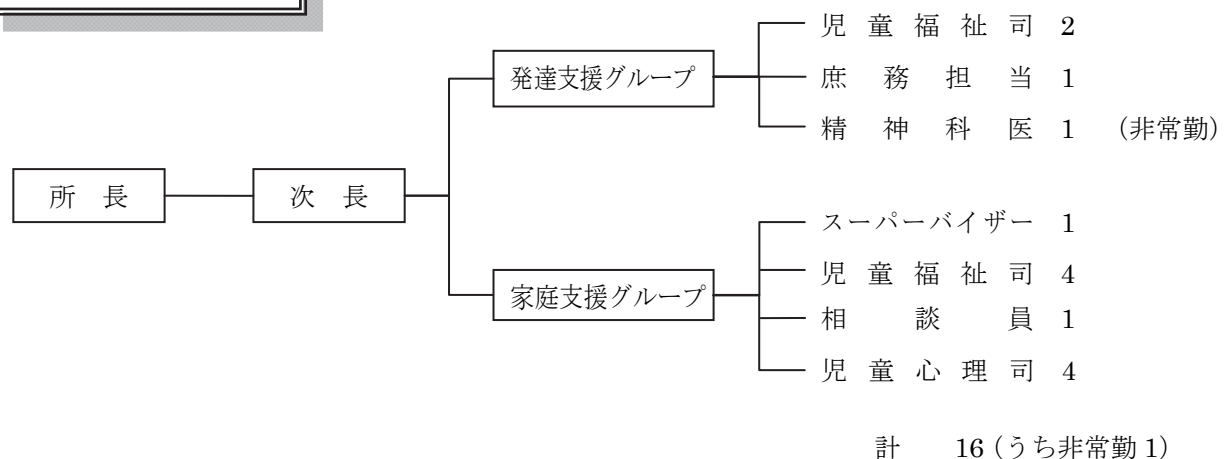 発達支援グループ
児童福祉司 2
庶務担当 1
精神科医 1 (非常勤)
所長
次長
家庭支援グループ
スーパーバイザー 1
児童福祉司 4
相談員 1
児童心理司 4
計 16 (うち非常勤 1)